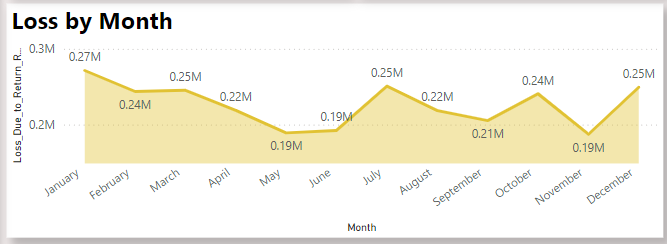 Loss by Month
Loss_Due_to_Return_R...
0.3M
0.2M
0.27M
0.24M
0.25M
0.22M
0.19M
0.19M
0.25M
0.22M
0.21M
0.24M
0.19M
0.25M
January
February
March
April
May
June
July
August
September
October
November
December
Month